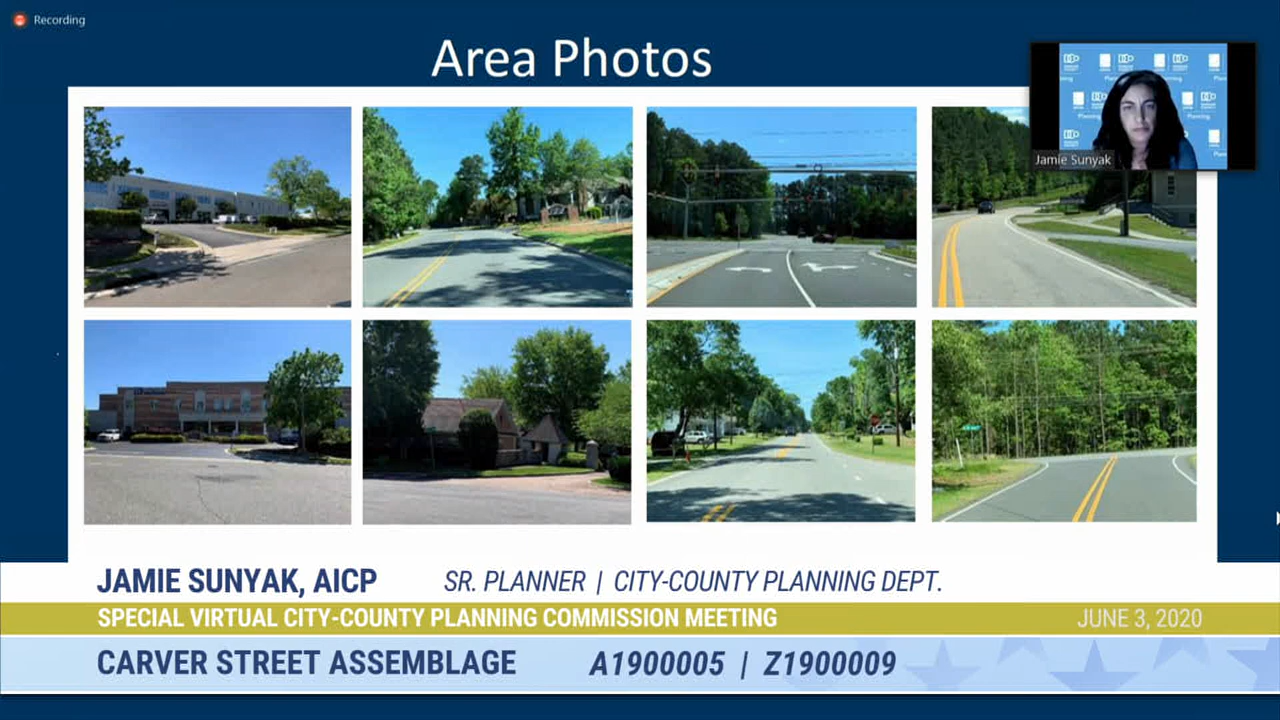 Recording
Area Photos
Planning
Jamie Sunyak
JAMIE SUNYAK, AICP
SR. PLANNER | CITY-COUNTY PLANNING DEPT.
SPECIAL VIRTUAL CITY-COUNTY PLANNING COMMISSION MEETING
JUNE 3, 2020
CARVER STREET ASSEMBLAGE
A1900005 | Z1900009